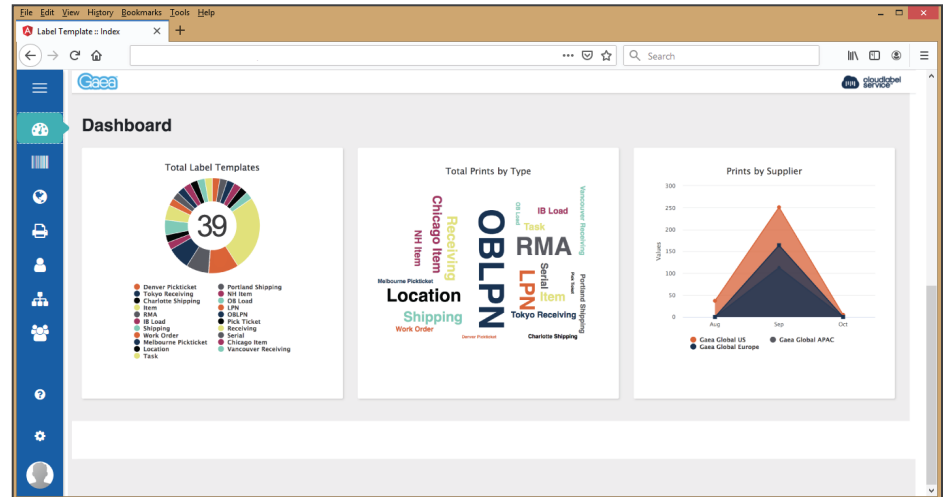 File Edit View History Bookmarks Tools Help
Label Template :: Index
Search
Gaea
cloudlabel
service
Dashboard
Total Label Templates
39
Denver Pickticket
Tokyo Receiving
Charlotte Shipping
Item
RMA
IB Load
Shipping
Work Order
Melbourne Pickticket
Location
Task
Portland Shipping
NH Item
OB Load
LPN
OBLPN
Pick Ticket
Receiving
Serial
Chicago Item
Vancouver Receiving
Total Prints by Type
Chicago Item
Receiving
NH Item
OBLPN
OB Load
IB Load
Vancouver Receiving
Task
RMA
Melbourne Pickticket
Location
LPN
Serial
Item
Pick Ticket
Portland Shipping
Shipping
Tokyo Receiving
Work Order
Denver Pickticket
Charlotte Shipping
Prints by Supplier
Values
300
250
200
150
100
50
0
Aug Sep Oct
Gaea Global US
Gaea Global APAC
Gaea Global Europe